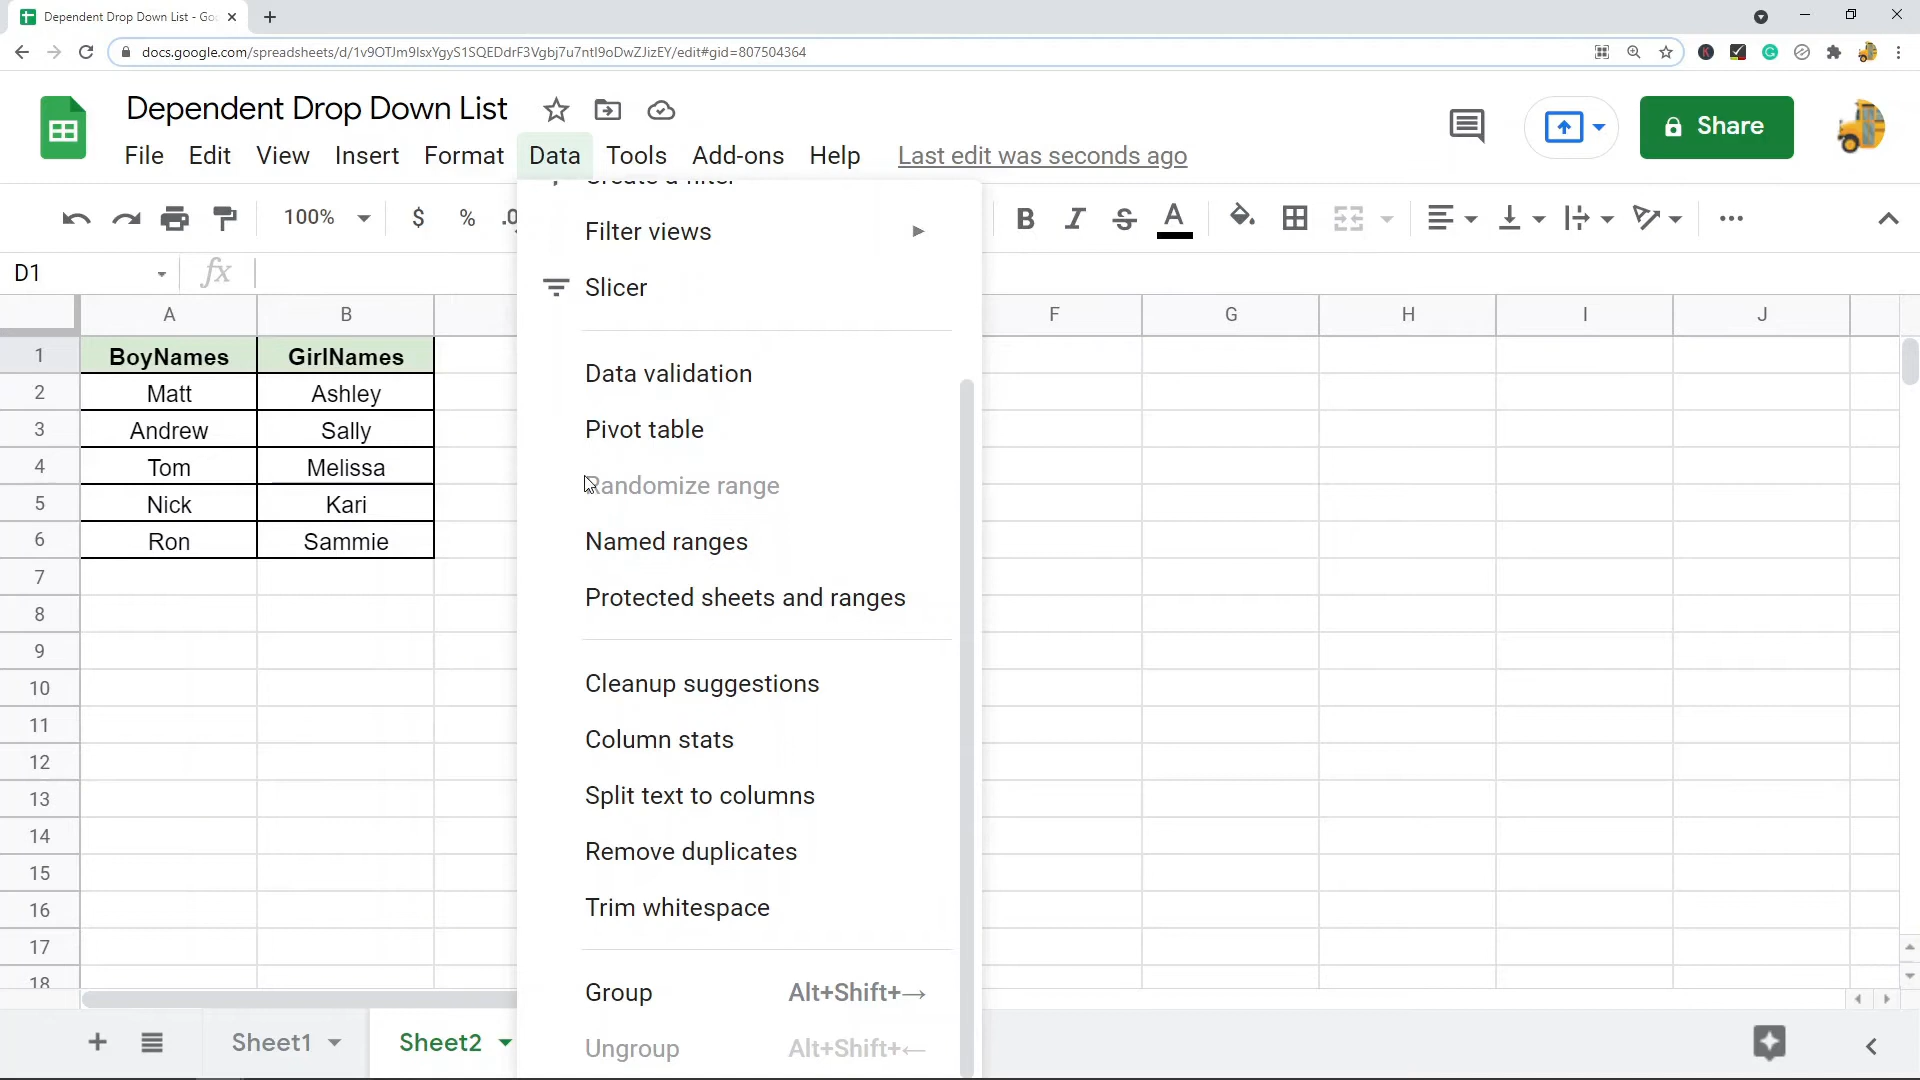 Dependent Drop Down List - Go
docs.google.com/spreadsheets/d/1v9OTJm9lsxYgyS1SQEDdrF3Vgbj7u7ntl9oDwZJizEY/edit#gid=807504364
Dependent Drop Down List
Share
File Edit View Insert Format Data Tools Add-ons Help Last edit was seconds ago
100% $ % .0 B I S A
D1 fx
Create a filter
Filter views
Slicer
A B F G H I J
1 BoyNames GirlNames
2 Matt Ashley
3 Andrew Sally
4 Tom Melissa
5 Nick Kari
6 Ron Sammie
7
8
9
10
11
12
13
14
15
16
17
18
Data validation
Pivot table
Randomize range
Named ranges
Protected sheets and ranges
Cleanup suggestions
Column stats
Split text to columns
Remove duplicates
Trim whitespace
Group Alt+Shift+→
Ungroup Alt+Shift+←
Sheet1 Sheet2